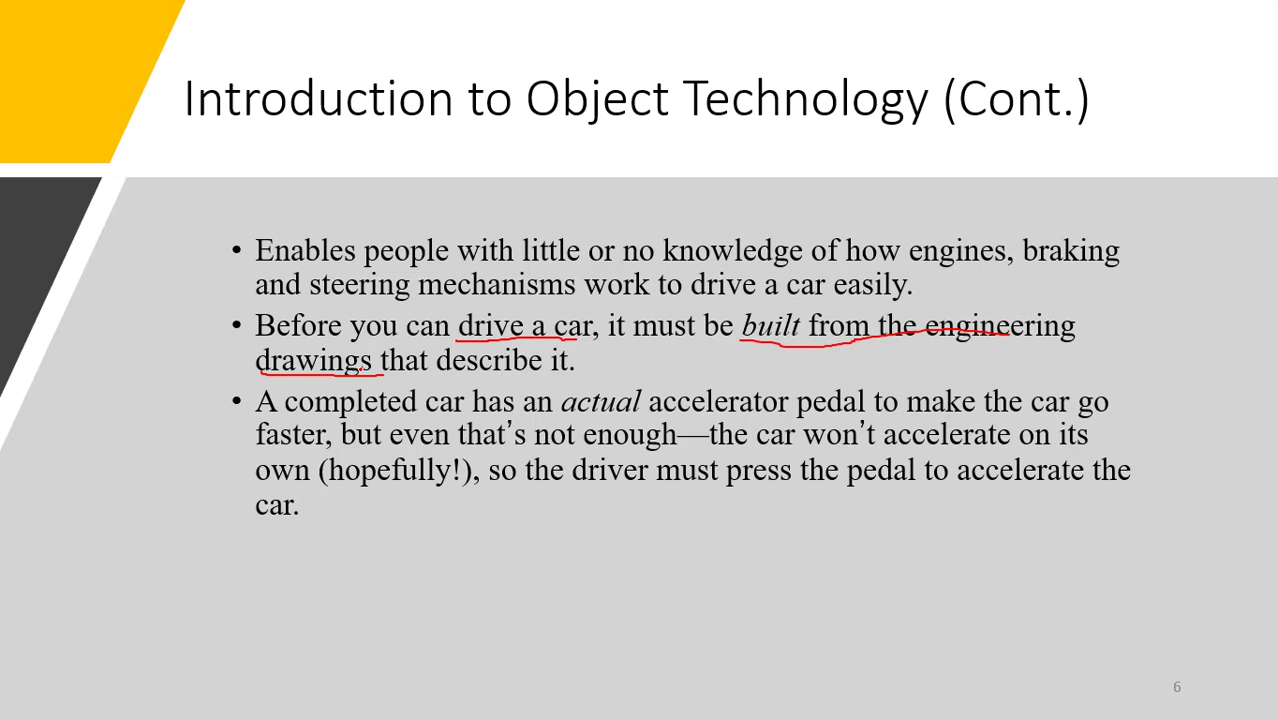 Introduction to Object Technology (Cont.)
• Enables people with little or no knowledge of how engines, braking
and steering mechanisms work to drive a car easily.
• Before you can drive a car, it must be built from the engineering
drawings that describe it.
• A completed car has an actual accelerator pedal to make the car go
faster, but even that’s not enough—the car won’t accelerate on its
own (hopefully!), so the driver must press the pedal to accelerate the
car.
6